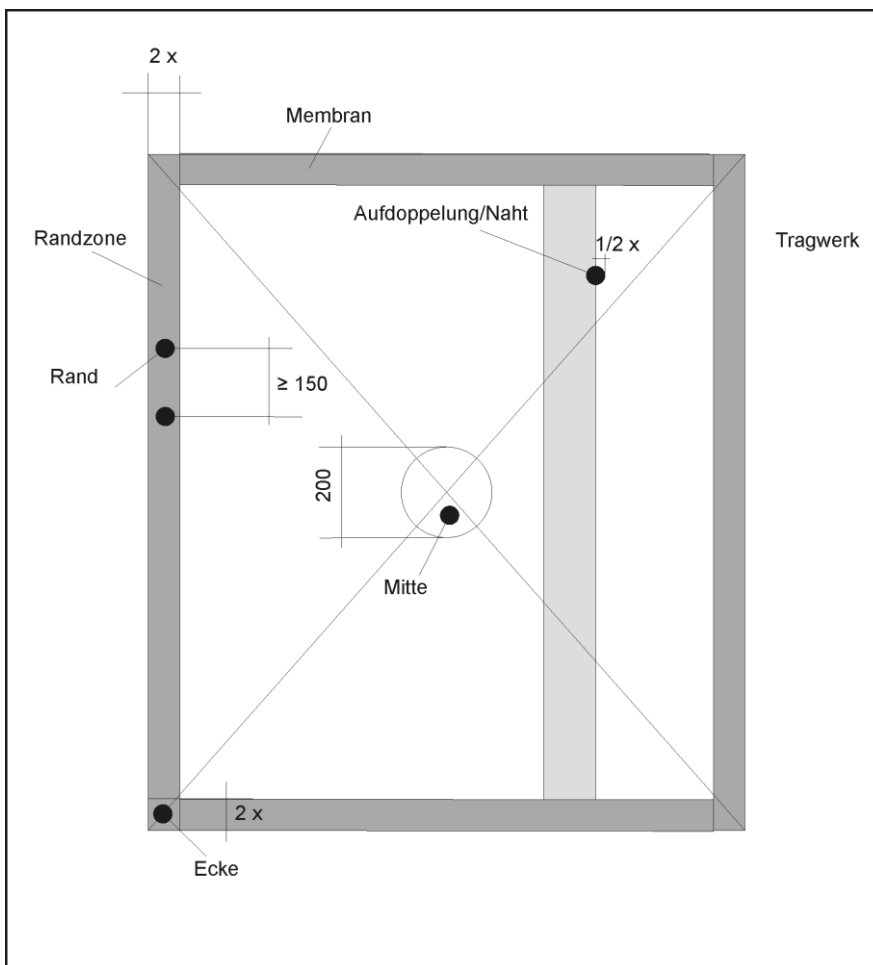 2 x
Membran
Aufdoppelung/Naht
1/2 x
Randzone
Tragwerk
Rand
≥ 150
200
Mitte
2 x
Ecke